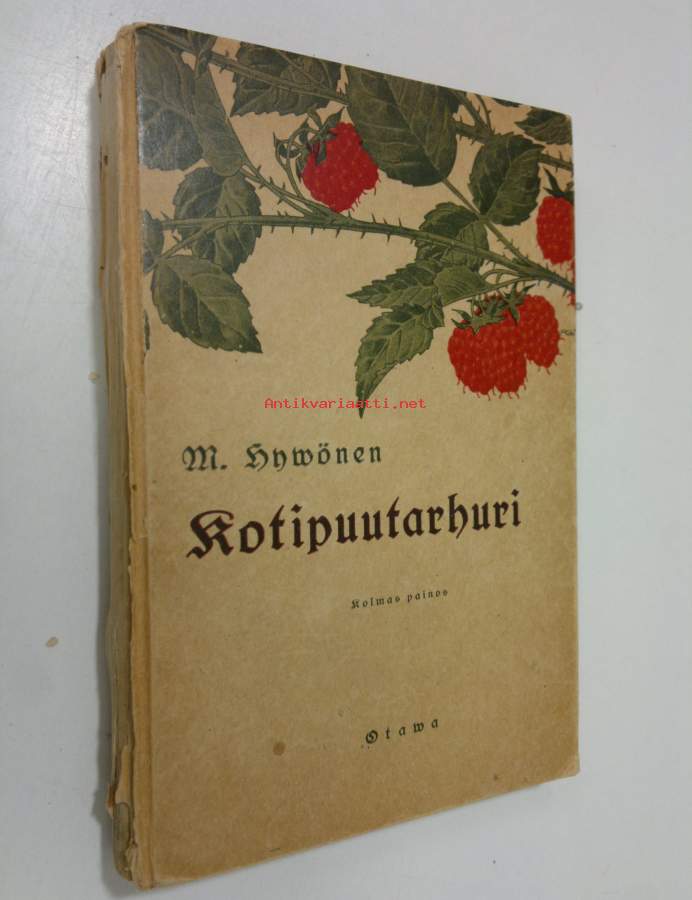 Antikvariaatti.net
M. Hywönen
Kotipuutarhuri
Kolmas painos
Otawa